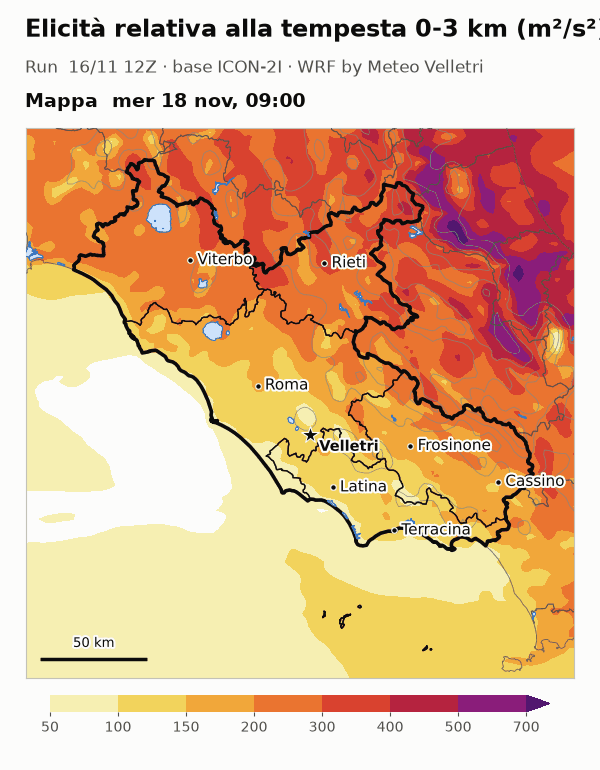 Elicità relativa alla tempesta 0-3 km (m²/s²)
Run 16/11 12Z · base ICON-2I · WRF by Meteo Velletri
Mappa mer 18 nov, 09:00
Viterbo
Rieti
Roma
Velletri
Frosinone
Latina
Cassino
Terracina
50 km
50 100 150 200 300 400 500 700